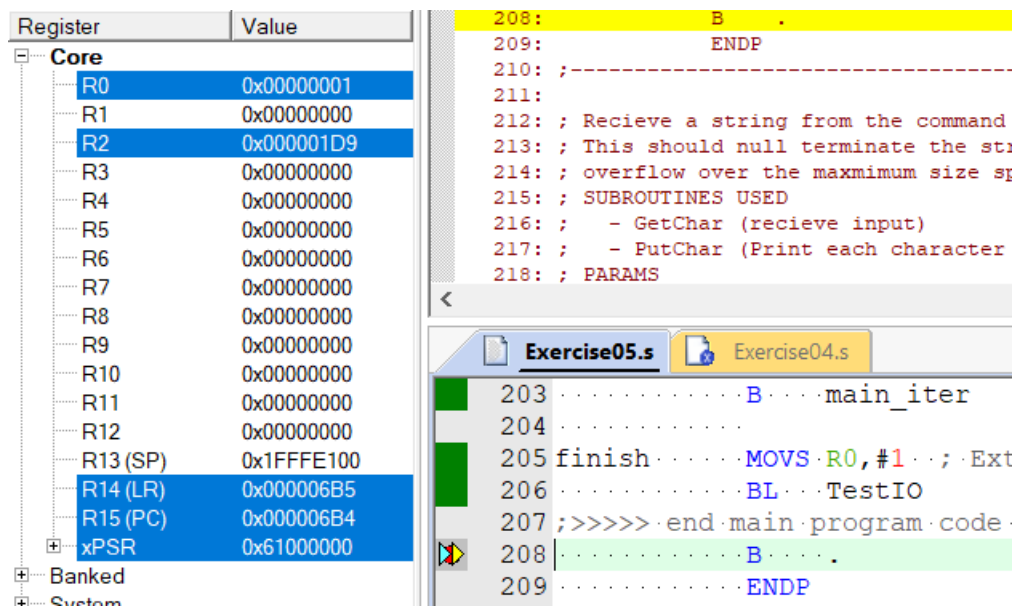 Register Value
Core
R0 0x00000001
R1 0x00000000
R2 0x000001D9
R3 0x00000000
R4 0x00000000
R5 0x00000000
R6 0x00000000
R7 0x00000000
R8 0x00000000
R9 0x00000000
R10 0x00000000
R11 0x00000000
R12 0x00000000
R13 (SP) 0x1FFFE100
R14 (LR) 0x000006B5
R15 (PC) 0x000006B4
xPSR 0x61000000
Banked
System
208: B .
209: ENDP
210: ;-----------------------------------
211:
212: ; Recieve a string from the command
213: ; This should null terminate the str
214: ; overflow over the maxmimum size sp
215: ; SUBROUTINES USED
216: ; - GetChar (recieve input)
217: ; - PutChar (Print each character
218: ; PARAMS
Exercise05.s Exercise04.s
203 B main_iter
204
205 finish MOVS R0,#1 ; Ext
206 BL TestIO
207 ;>>>>> end main program code
208 B .
209 ENDP